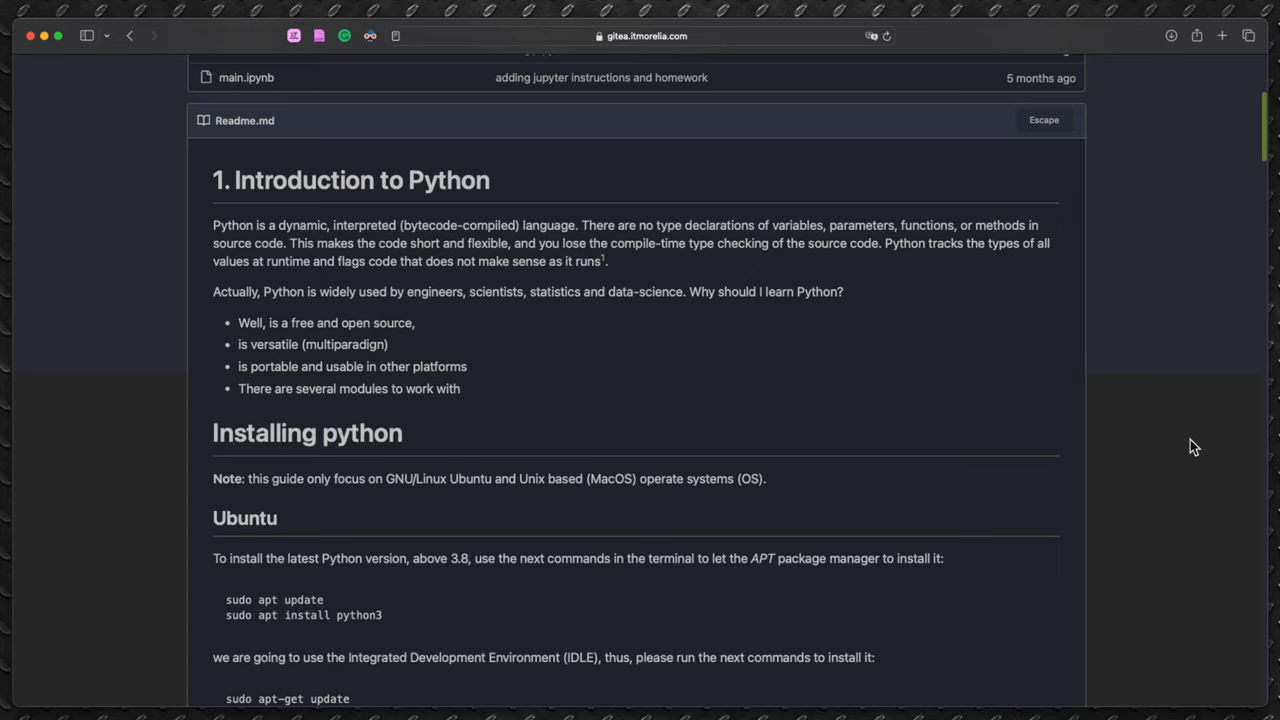 gitea.itmorelia.com
main.ipynb adding jupyter instructions and homework 5 months ago
Readme.md Escape
1. Introduction to Python
Python is a dynamic, interpreted (bytecode-compiled) language. There are no type declarations of variables, parameters, functions, or methods in
source code. This makes the code short and flexible, and you lose the compile-time type checking of the source code. Python tracks the types of all
values at runtime and flags code that does not make sense as it runs1.
Actually, Python is widely used by engineers, scientists, statistics and data-science. Why should I learn Python?
• Well, is a free and open source,
• is versatile (multiparadign)
• is portable and usable in other platforms
• There are several modules to work with
Installing python
Note: this guide only focus on GNU/Linux Ubuntu and Unix based (MacOS) operate systems (OS).
Ubuntu
To install the latest Python version, above 3.8, use the next commands in the terminal to let the APT package manager to install it:
sudo apt update
sudo apt install python3
we are going to use the Integrated Development Environment (IDLE), thus, please run the next commands to install it:
sudo apt-get update